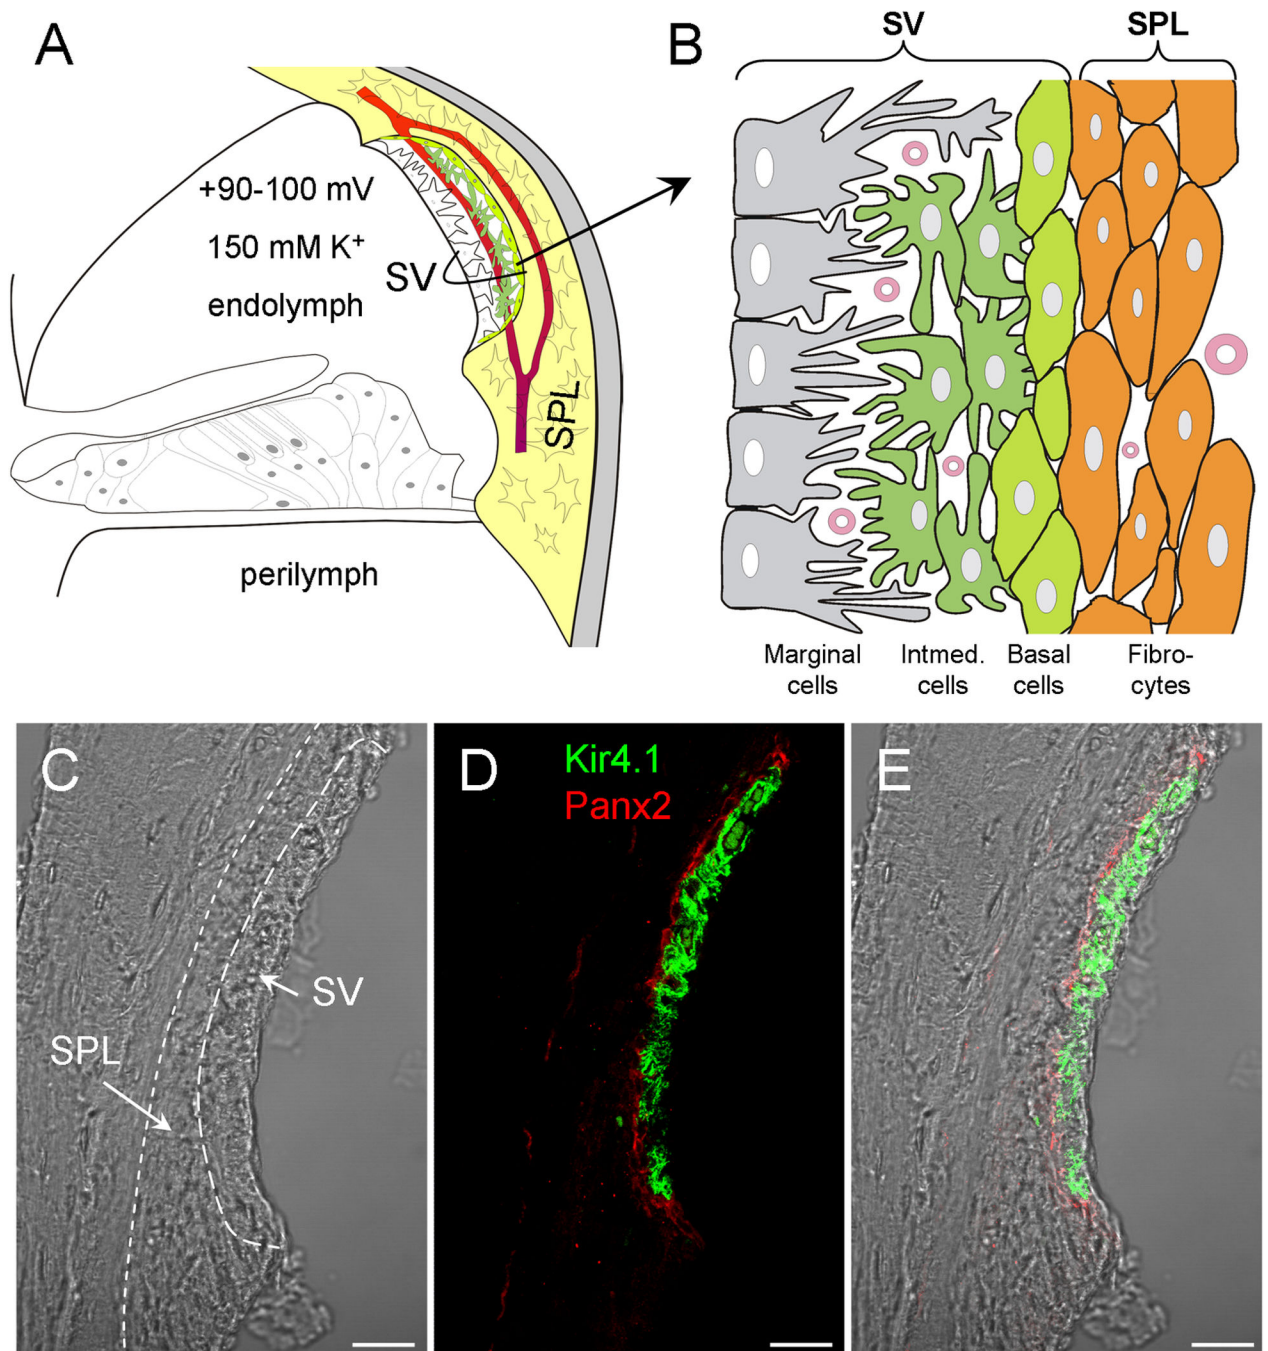 A
+90-100 mV
150 mM K⁺
SV
endolymph
SPL
perilymph
B
SV
SPL
Marginal
cells
Intmed.
cells
Basal
cells
Fibro-
cytes
C
SV
SPL
D
Kir4.1
Panx2
E